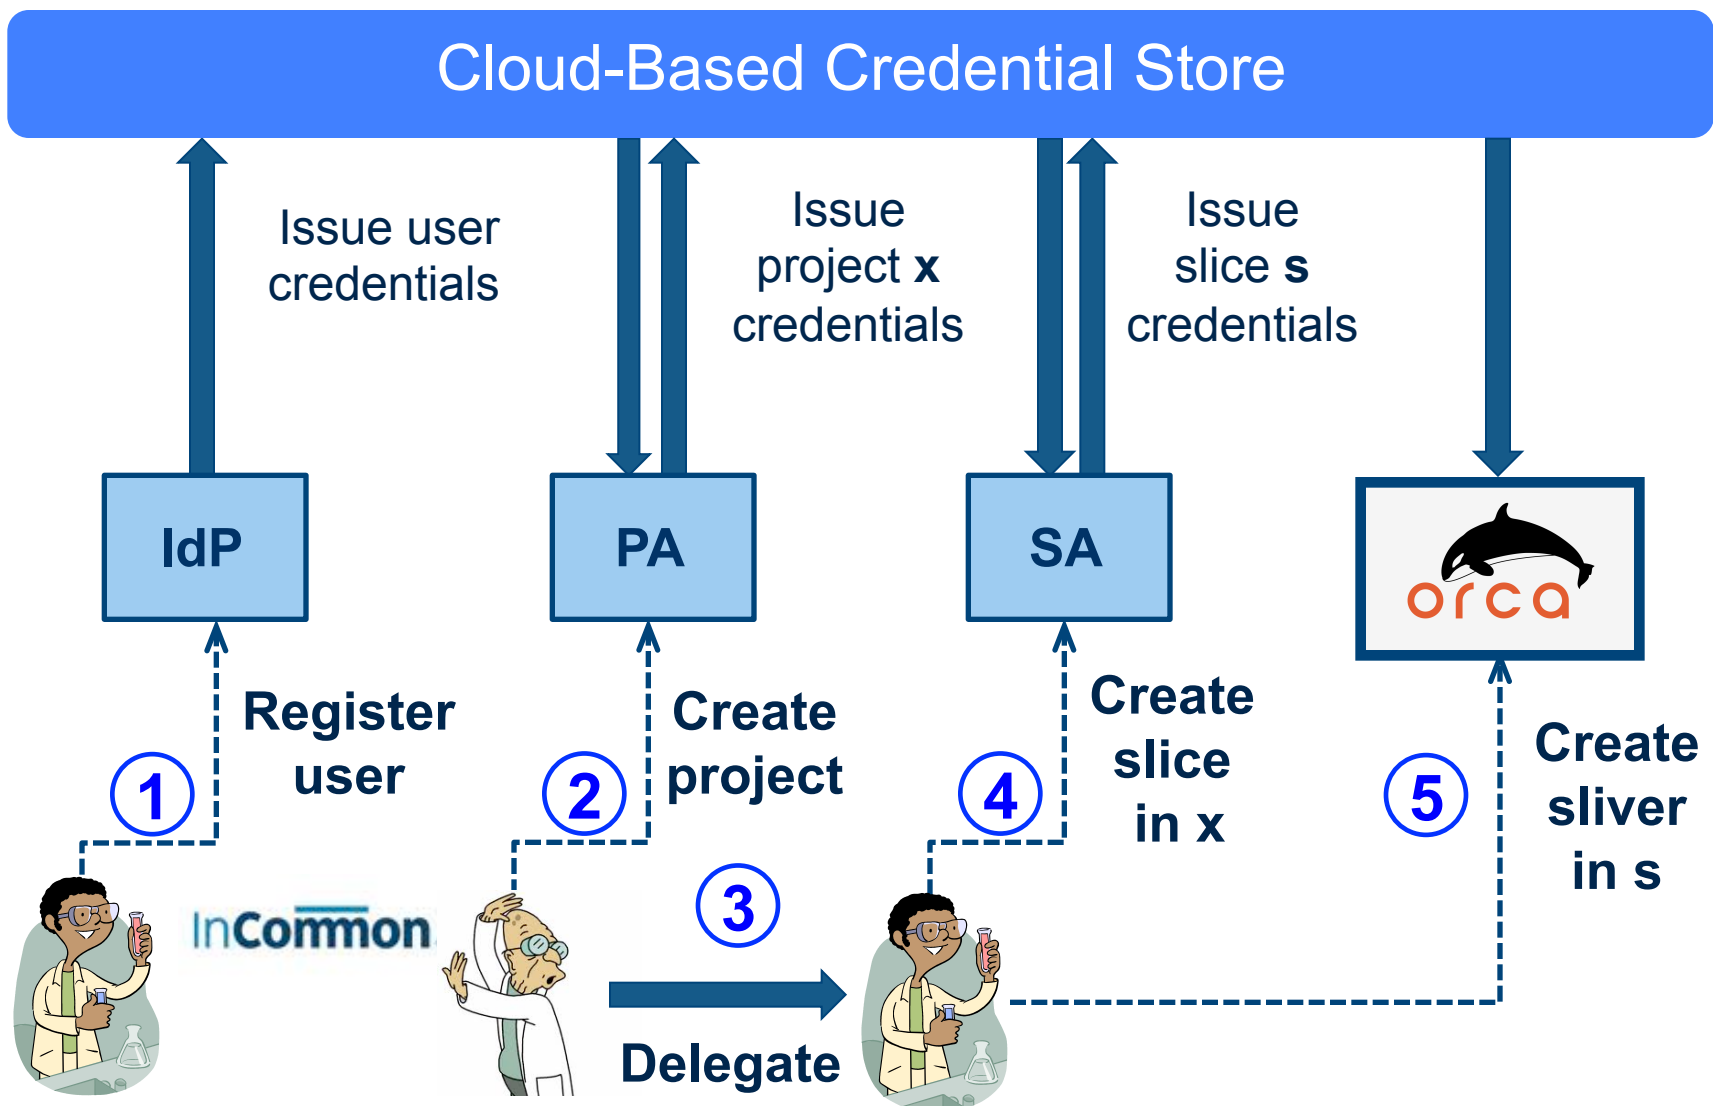 Cloud-Based Credential Store
Issue user
credentials
Issue
project x
credentials
Issue
slice s
credentials
IdP
PA
SA
orca
Register
user
1
Create
project
2
Create
slice
in x
4
Create
sliver
in s
5
InCommon
3
Delegate